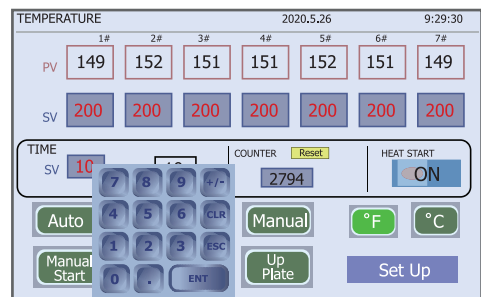 TEMPERATURE 2020.5.26 9:29:30
1# 2# 3# 4# 5# 6# 7#
PV 149 152 151 151 152 151 149
SV 200 200 200 200 200 200 200
TIME COUNTER Reset HEAT START
SV 10 2794 ON
7 8 9 +/-
Auto 4 5 6 CLR Manual °F °C
1 2 3 ESC
Manual Start 0 . ENT Up Plate Set Up